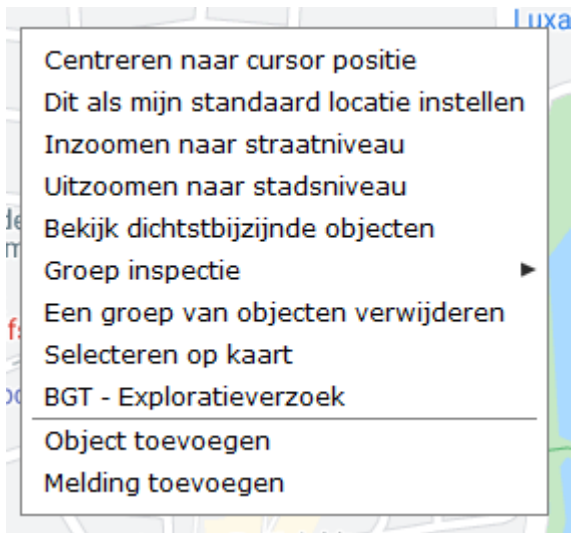 Luxa
Centreren naar cursor positie
Dit als mijn standaard locatie instellen
Inzoomen naar straatniveau
Uitzoomen naar stadsniveau
Bekijk dichtstbijzijnde objecten
Groep inspectie
Een groep van objecten verwijderen
Selecteren op kaart
BGT - Exploratieverzoek
Object toevoegen
Melding toevoegen